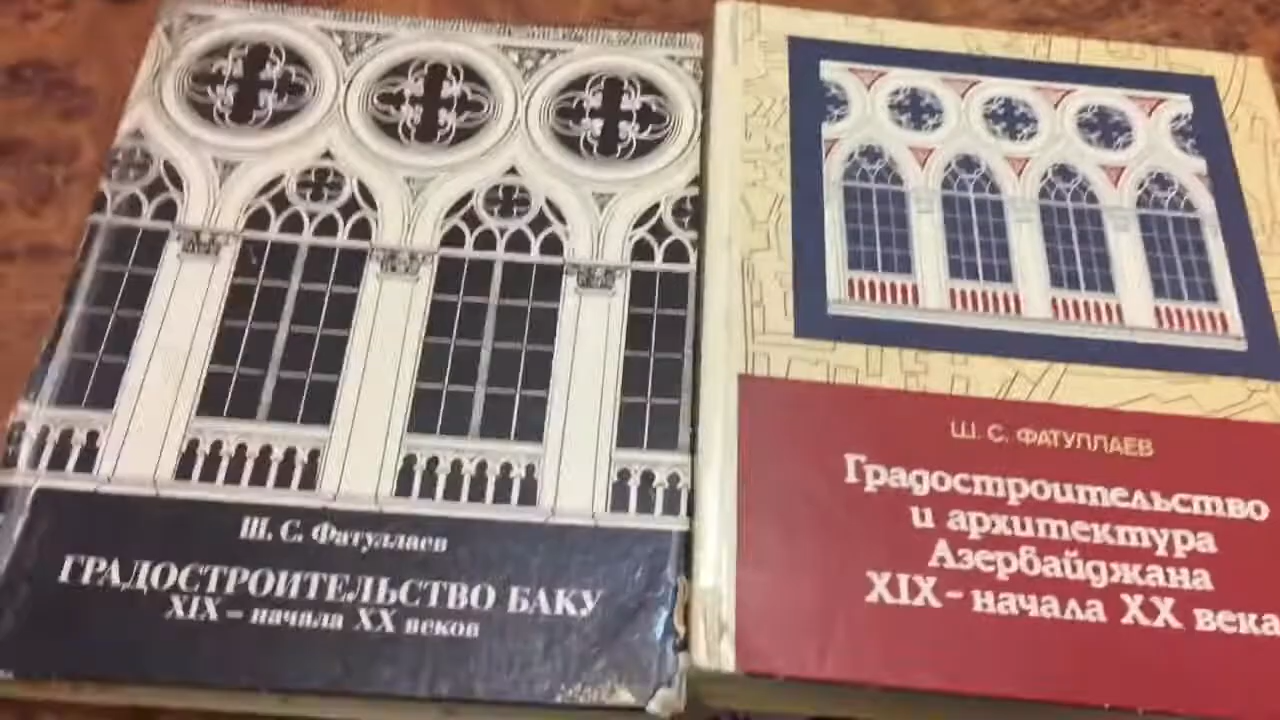 Ш. С. Фатуллаев
ГРАДОСТРОИТЕЛЬСТВО БАКУ
XIX – начала XX веков
Ш. С. ФАТУЛЛАЕВ
Градостроительство
и архитектура
Азербайджана
XIX – начала XX века